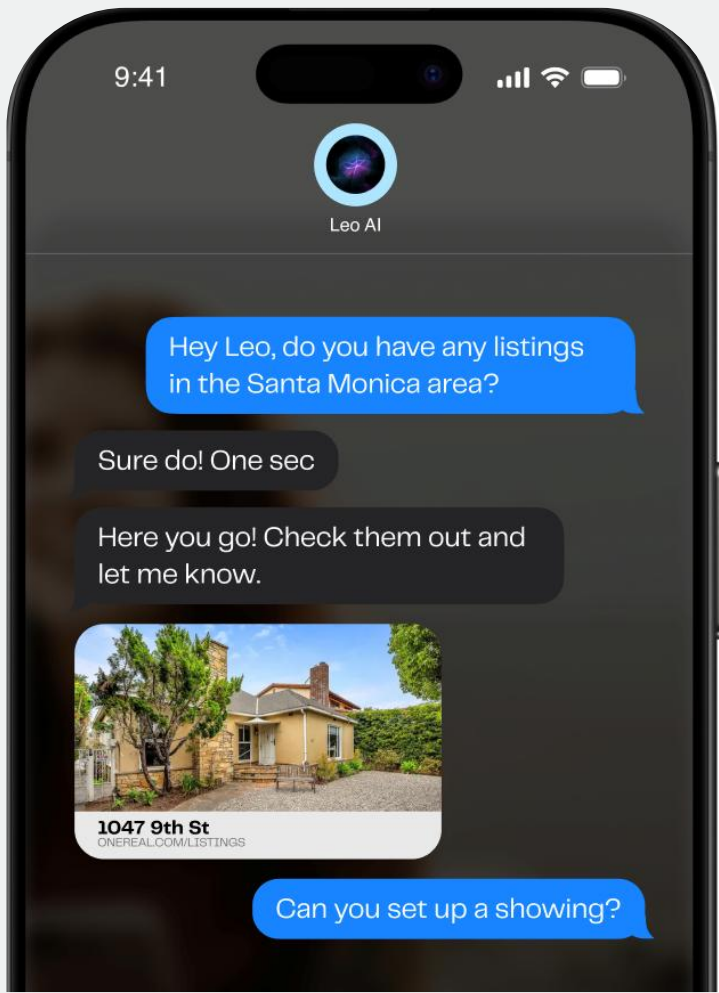 9:41
Leo AI
Hey Leo, do you have any listings
in the Santa Monica area?
Sure do! One sec
Here you go! Check them out and
let me know.
1047 9th St
ONEREAL.COM/LISTINGS
Can you set up a showing?